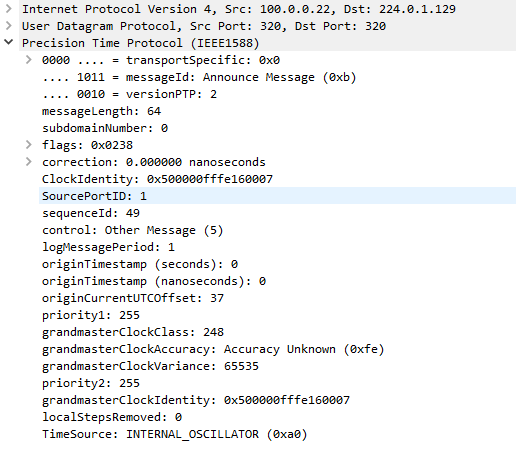 Internet Protocol Version 4, Src: 100.0.0.22, Dst: 224.0.1.129
User Datagram Protocol, Src Port: 320, Dst Port: 320
Precision Time Protocol (IEEE1588)
0000 .... = transportSpecific: 0x0
.... 1011 = messageId: Announce Message (0xb)
.... 0010 = versionPTP: 2
messageLength: 64
subdomainNumber: 0
flags: 0x0238
correction: 0.000000 nanoseconds
ClockIdentity: 0x500000fffe160007
SourcePortID: 1
sequenceId: 49
control: Other Message (5)
logMessagePeriod: 1
originTimestamp (seconds): 0
originTimestamp (nanoseconds): 0
originCurrentUTCOffset: 37
priority1: 255
grandmasterClockClass: 248
grandmasterClockAccuracy: Accuracy Unknown (0xfe)
grandmasterClockVariance: 65535
priority2: 255
grandmasterClockIdentity: 0x500000fffe160007
localStepsRemoved: 0
TimeSource: INTERNAL_OSCILLATOR (0xa0)